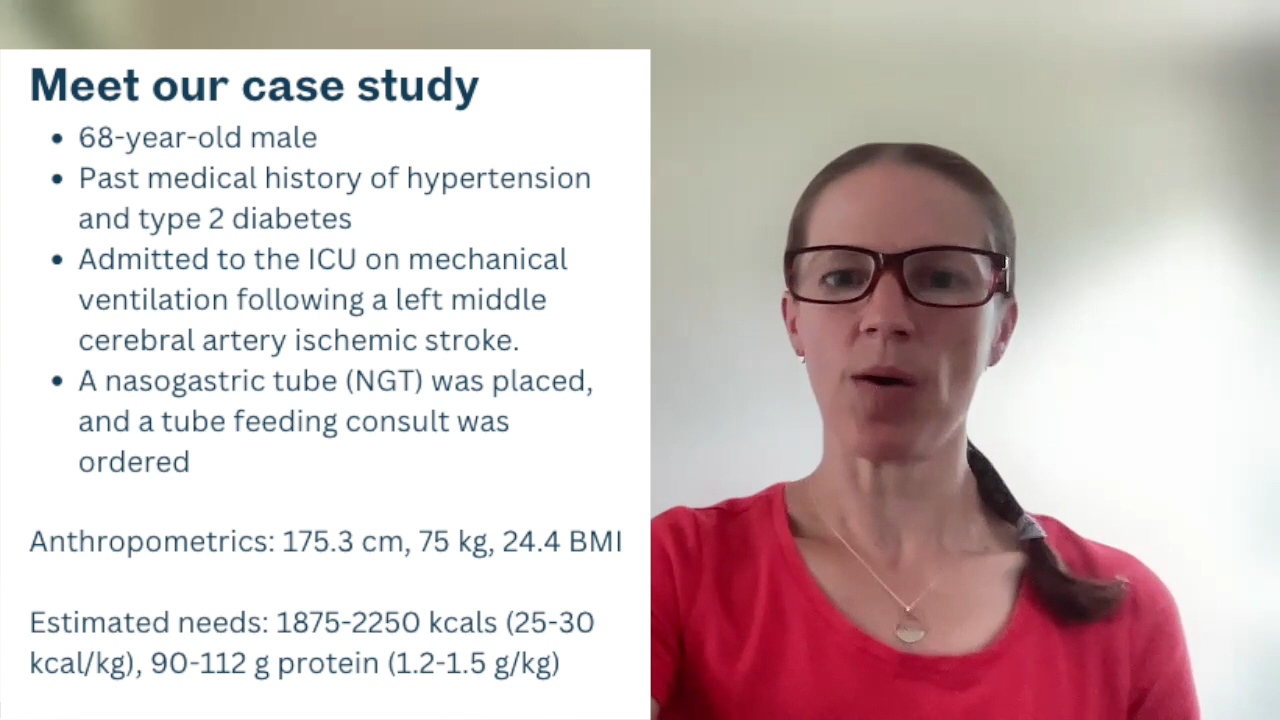 Meet our case study
• 68-year-old male
• Past medical history of hypertension
and type 2 diabetes
• Admitted to the ICU on mechanical
ventilation following a left middle
cerebral artery ischemic stroke.
• A nasogastric tube (NGT) was placed,
and a tube feeding consult was
ordered
Anthropometrics: 175.3 cm, 75 kg, 24.4 BMI
Estimated needs: 1875-2250 kcals (25-30
kcal/kg), 90-112 g protein (1.2-1.5 g/kg)